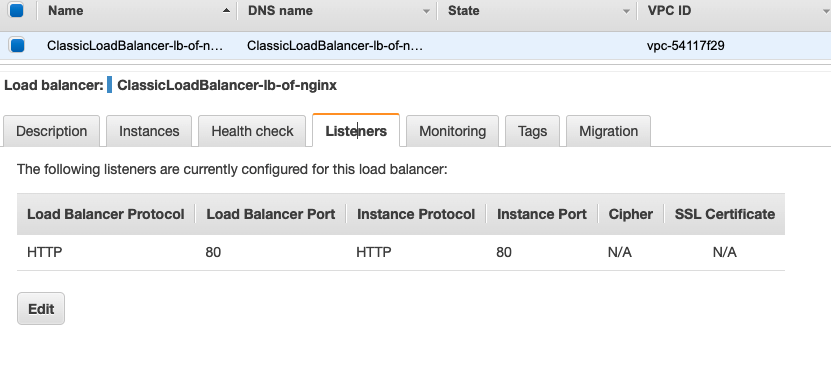 Name DNS name State VPC ID
ClassicLoadBalancer-lb-of-n... ClassicLoadBalancer-lb-of-n... vpc-54117f29
Load balancer: ClassicLoadBalancer-lb-of-nginx
Description Instances Health check Listeners Monitoring Tags Migration
The following listeners are currently configured for this load balancer:
Load Balancer Protocol Load Balancer Port Instance Protocol Instance Port Cipher SSL Certificate
HTTP 80 HTTP 80 N/A N/A
Edit